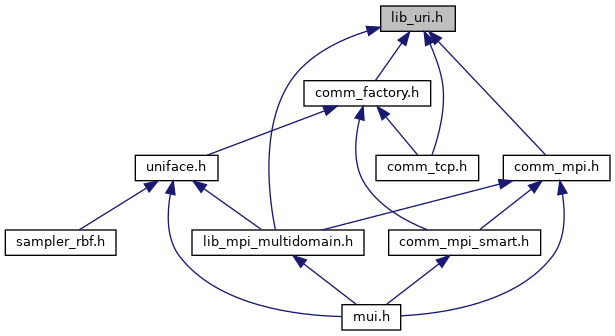 lib_uri.h
comm_factory.h
uniface.h
comm_tcp.h
comm_mpi.h
sampler_rbf.h
lib_mpi_multidomain.h
comm_mpi_smart.h
mui.h